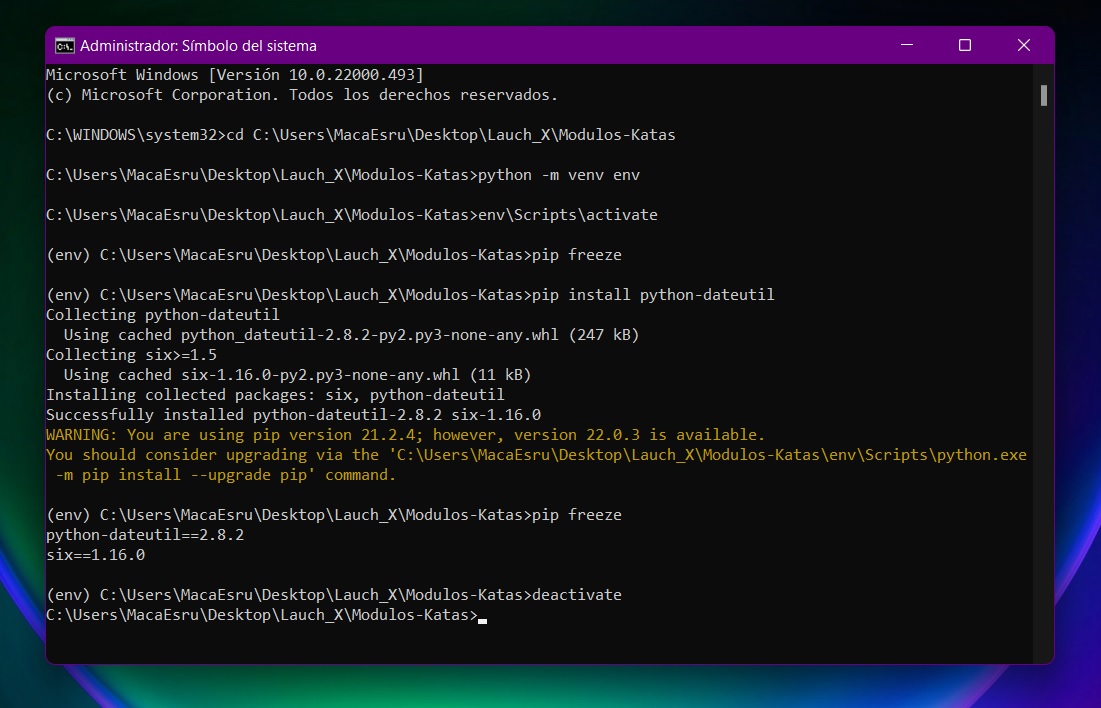 Administrador: Símbolo del sistema
Microsoft Windows [Versión 10.0.22000.493]
(c) Microsoft Corporation. Todos los derechos reservados.
C:\WINDOWS\system32>cd C:\Users\MacaEsru\Desktop\Lauch_X\Modulos-Katas
C:\Users\MacaEsru\Desktop\Lauch_X\Modulos-Katas>python -m venv env
C:\Users\MacaEsru\Desktop\Lauch_X\Modulos-Katas>env\Scripts\activate
(env) C:\Users\MacaEsru\Desktop\Lauch_X\Modulos-Katas>pip freeze
(env) C:\Users\MacaEsru\Desktop\Lauch_X\Modulos-Katas>pip install python-dateutil
Collecting python-dateutil
  Using cached python_dateutil-2.8.2-py2.py3-none-any.whl (247 kB)
Collecting six>=1.5
  Using cached six-1.16.0-py2.py3-none-any.whl (11 kB)
Installing collected packages: six, python-dateutil
Successfully installed python-dateutil-2.8.2 six-1.16.0
WARNING: You are using pip version 21.2.4; however, version 22.0.3 is available.
You should consider upgrading via the 'C:\Users\MacaEsru\Desktop\Lauch_X\Modulos-Katas\env\Scripts\python.exe
 -m pip install --upgrade pip' command.
(env) C:\Users\MacaEsru\Desktop\Lauch_X\Modulos-Katas>pip freeze
python-dateutil==2.8.2
six==1.16.0
(env) C:\Users\MacaEsru\Desktop\Lauch_X\Modulos-Katas>deactivate
C:\Users\MacaEsru\Desktop\Lauch_X\Modulos-Katas>